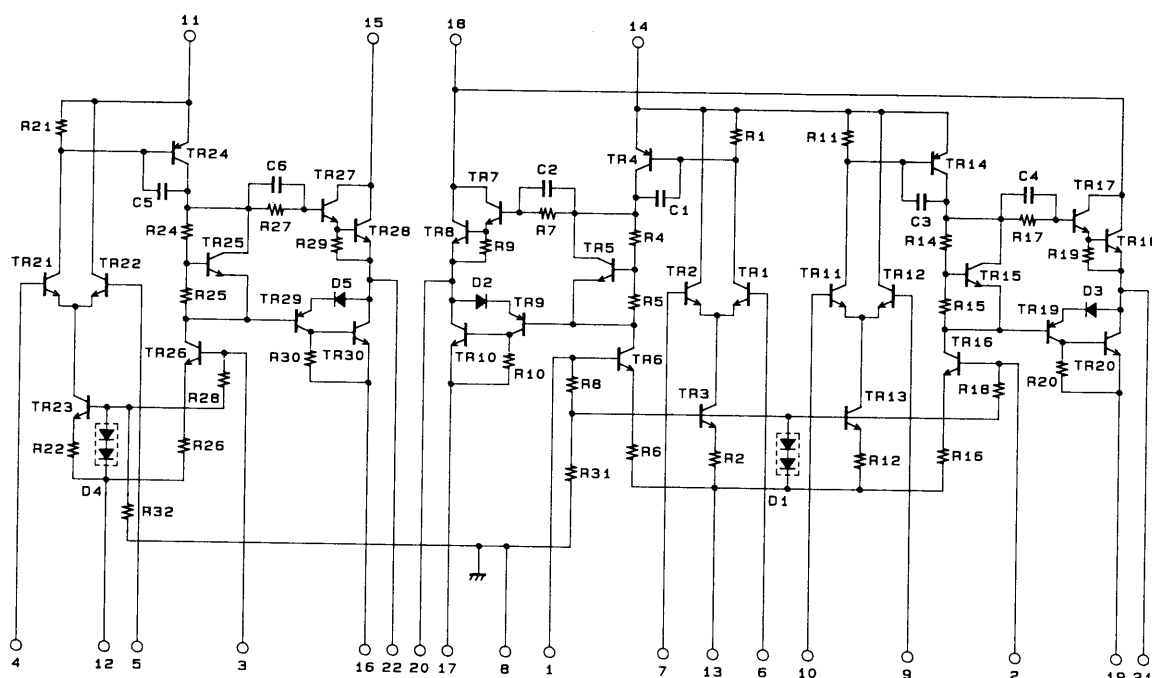 11
15
18
14
R21
TR24
C5
C6
TR27
R27
R24
TR25
R29
TR28
TR21
TR22
R25
TR29
D5
TR26
R30
TR30
R28
TR23
R22
R26
D4
R32
TR7
C2
TR8
R9
R7
TR4
R1
C1
R4
TR5
D2
TR9
R5
TR2
TR1
TR10
R10
R8
TR6
TR3
R6
R2
R31
D1
R11
TR14
C3
C4
TR17
R14
R17
R19
TR18
TR11
TR12
TR15
R15
D3
TR19
TR16
R20
TR20
R18
TR13
R12
R16
4
12
5
3
16
22
20
17
8
1
7
13
6
10
9
2
19
21